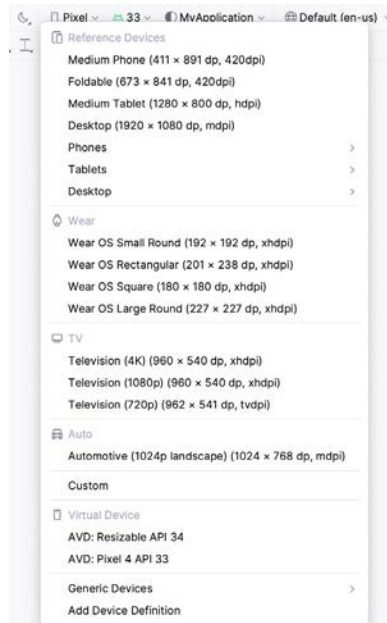 Pixel 33 MyApplication Default (en-us)
Reference Devices
Medium Phone (411 × 891 dp, 420dpi)
Foldable (673 × 841 dp, 420dpi)
Medium Tablet (1280 × 800 dp, hdpi)
Desktop (1920 × 1080 dp, mdpi)
Phones
Tablets
Desktop
Wear
Wear OS Small Round (192 × 192 dp, xhdpi)
Wear OS Rectangular (201 × 238 dp, xhdpi)
Wear OS Square (180 × 180 dp, xhdpi)
Wear OS Large Round (227 × 227 dp, xhdpi)
TV
Television (4K) (960 × 540 dp, xhdpi)
Television (1080p) (960 × 540 dp, xhdpi)
Television (720p) (962 × 541 dp, tvdpi)
Auto
Automotive (1024p landscape) (1024 × 768 dp, mdpi)
Custom
Virtual Device
AVD: Resizable API 34
AVD: Pixel 4 API 33
Generic Devices
Add Device Definition